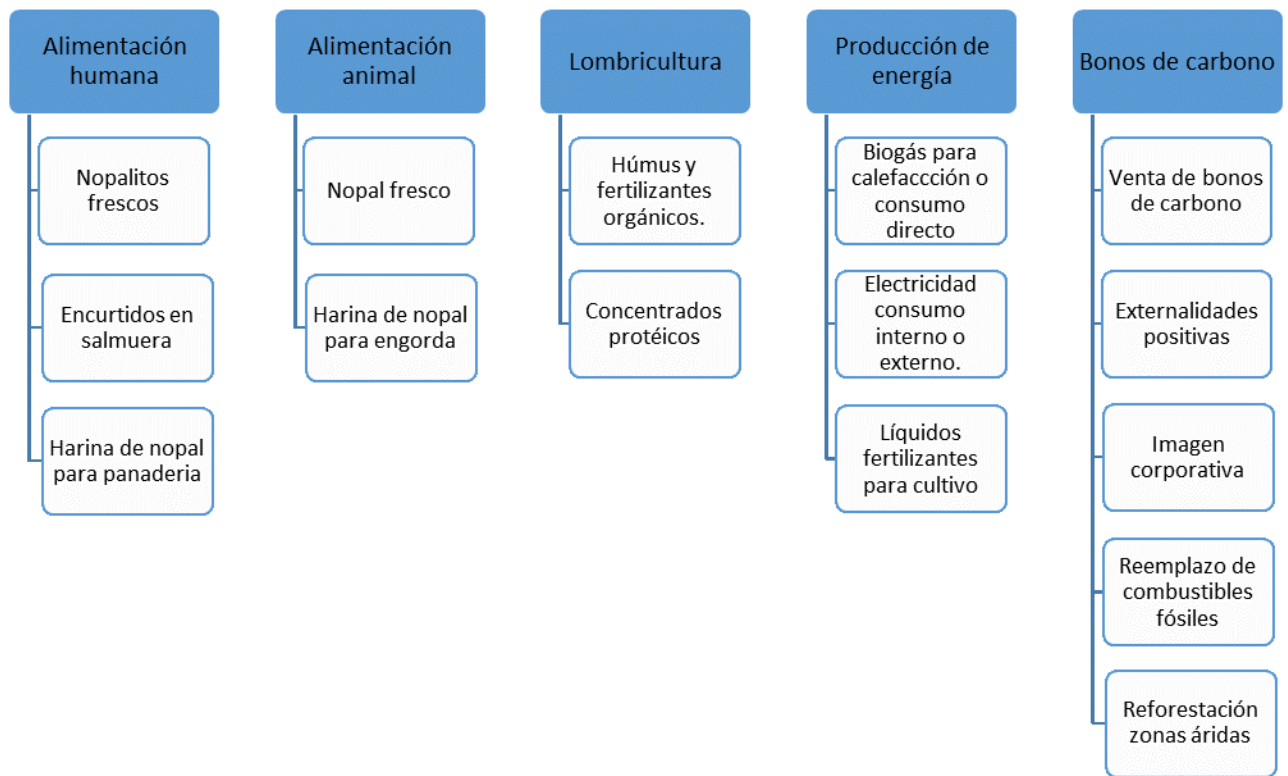 Alimentación
humana
Nopalitos
frescos
Encurtidos en
salmuera
Harina de nopal
para panaderia
Alimentación
animal
Nopal fresco
Harina de nopal
para engorda
Lombricultura
Húmus y
fertilizantes
orgánicos.
Concentrados
protéicos
Producción de
energía
Biogás para
calefaccción o
consumo
directo
Electricidad
consumo
interno o
externo.
Líquidos
fertilizantes
para cultivo
Bonos de carbono
Venta de bonos
de carbono
Externalidades
positivas
Imagen
corporativa
Reemplazo de
combustibles
fósiles
Reforestación
zonas áridas